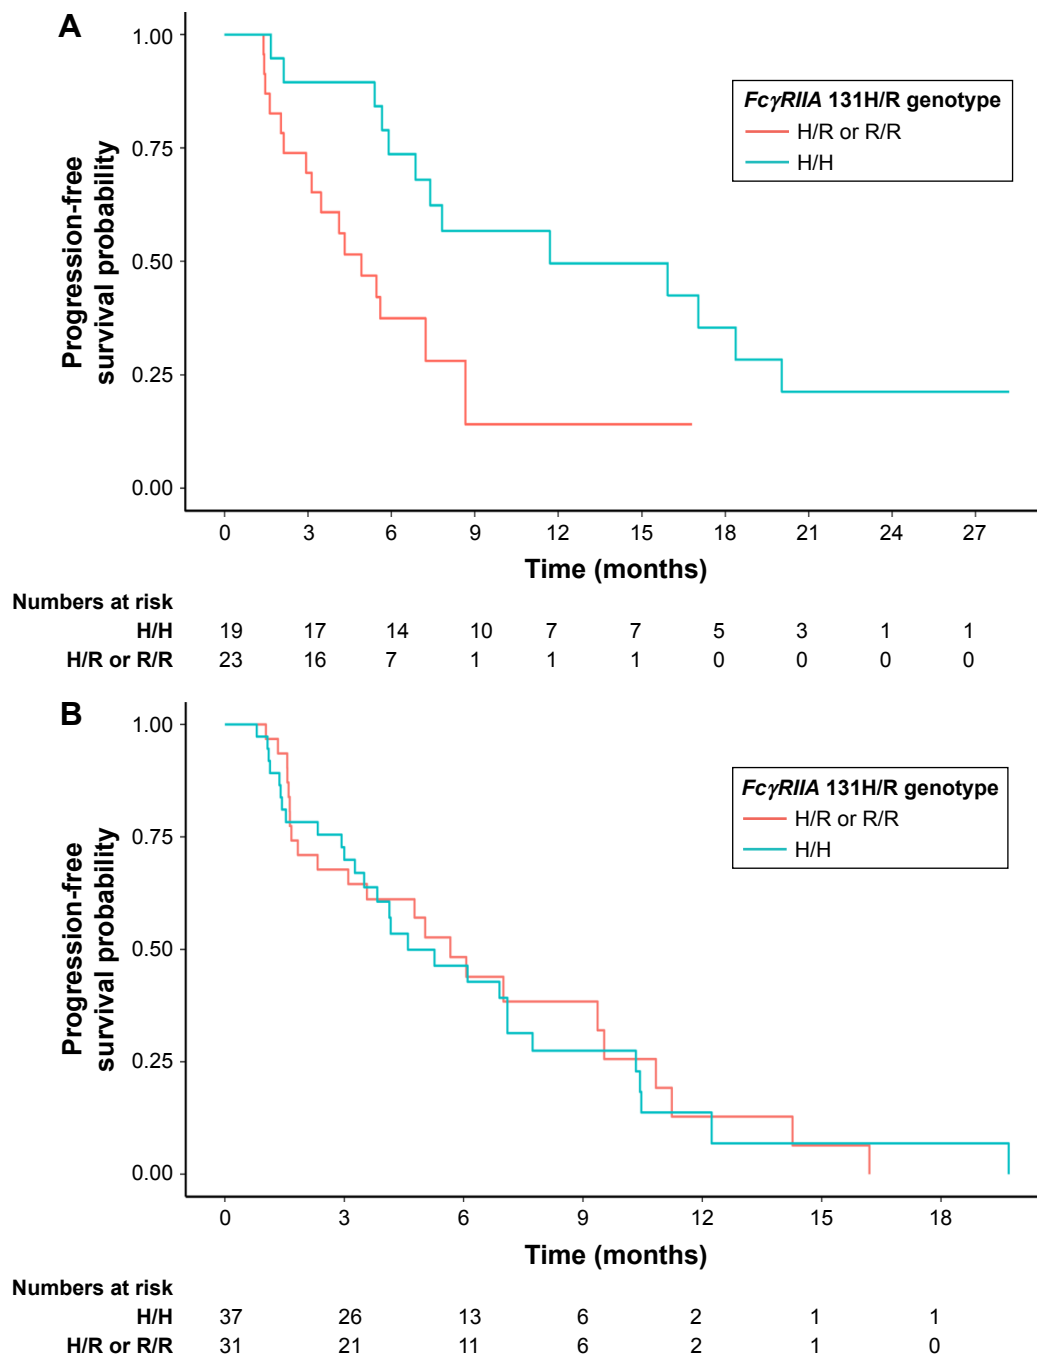 A
1.00
0.75
0.50
0.25
0.00
Progression-free
survival probability
FcγRIIA 131H/R genotype
H/R or R/R
H/H
0 3 6 9 12 15 18 21 24 27
Time (months)
Numbers at risk
H/H 19 17 14 10 7 7 5 3 1 1
H/R or R/R 23 16 7 1 1 1 0 0 0 0
B
1.00
0.75
0.50
0.25
0.00
Progression-free
survival probability
FcγRIIA 131H/R genotype
H/R or R/R
H/H
0 3 6 9 12 15 18
Time (months)
Numbers at risk
H/H 37 26 13 6 2 1 1
H/R or R/R 31 21 11 6 2 1 0